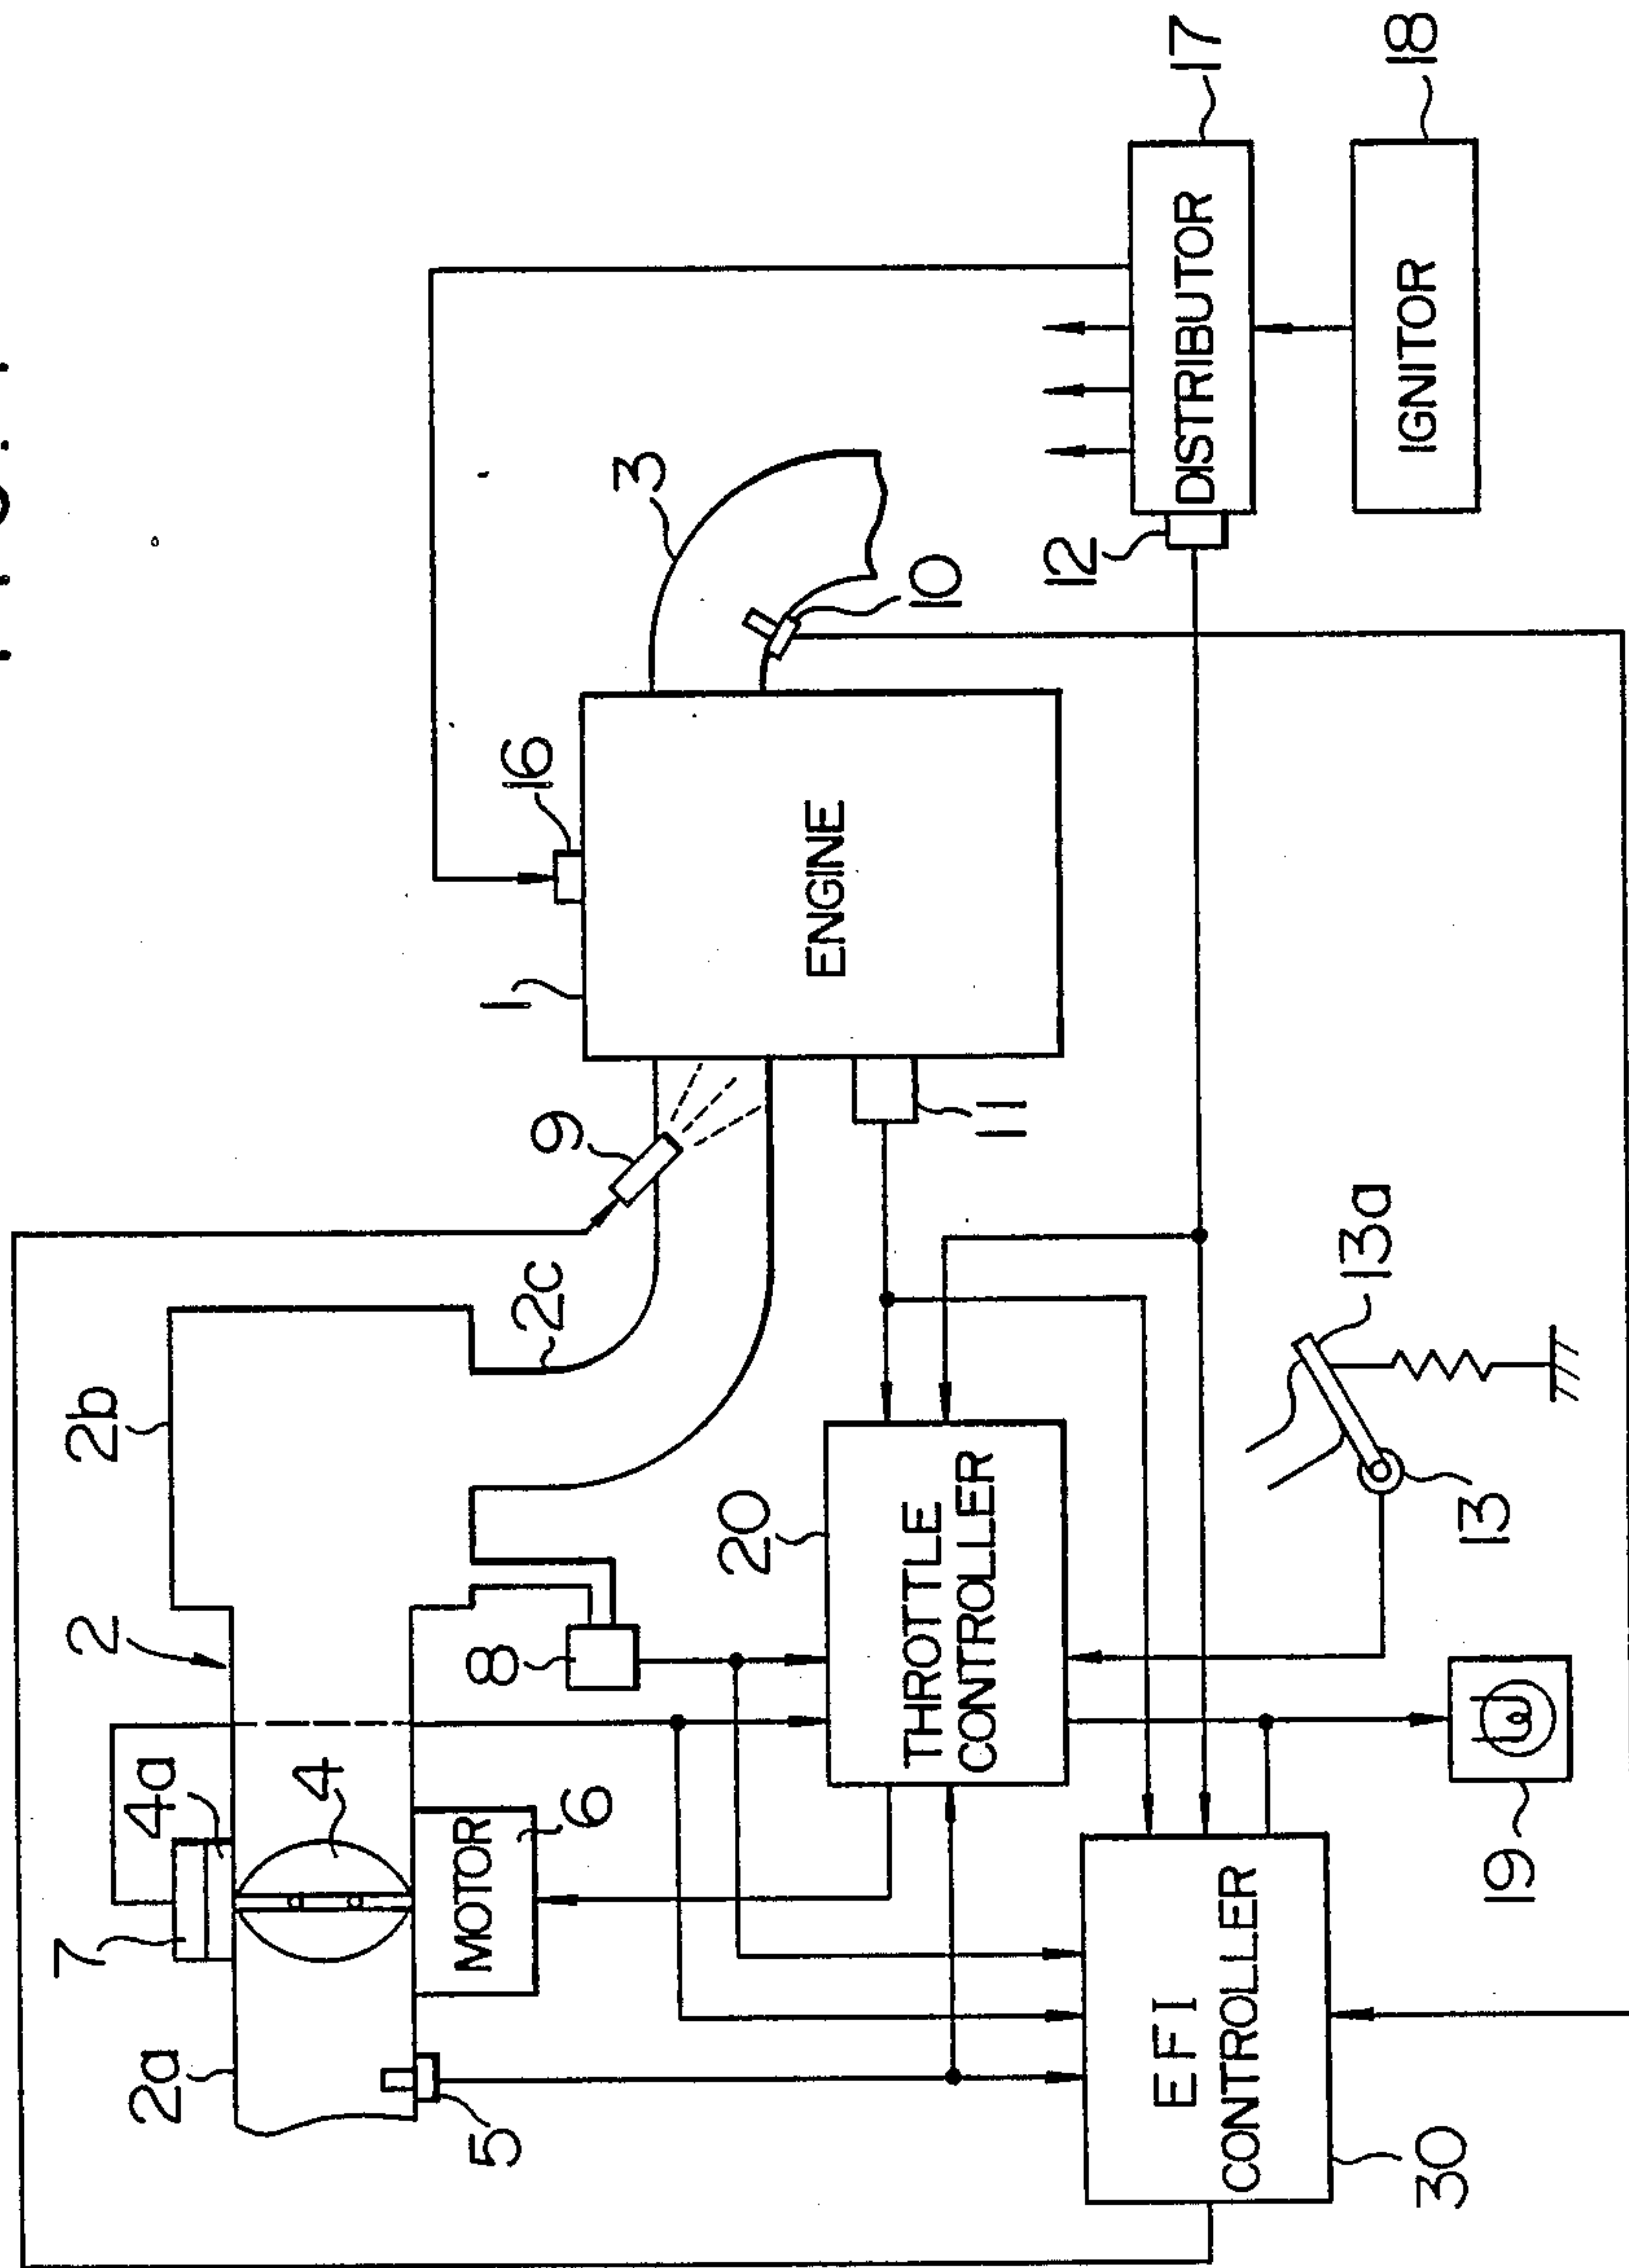 17
18
DISTRIBUTOR
IGNITOR
12
3
10
16
ENGINE
1
11
9
2c
13a
2b
13
20
THROTTLE
CONTROLLER
2
8
19
4a
4
6
MOTOR
7
EFI
CONTROLLER
30
2a
5